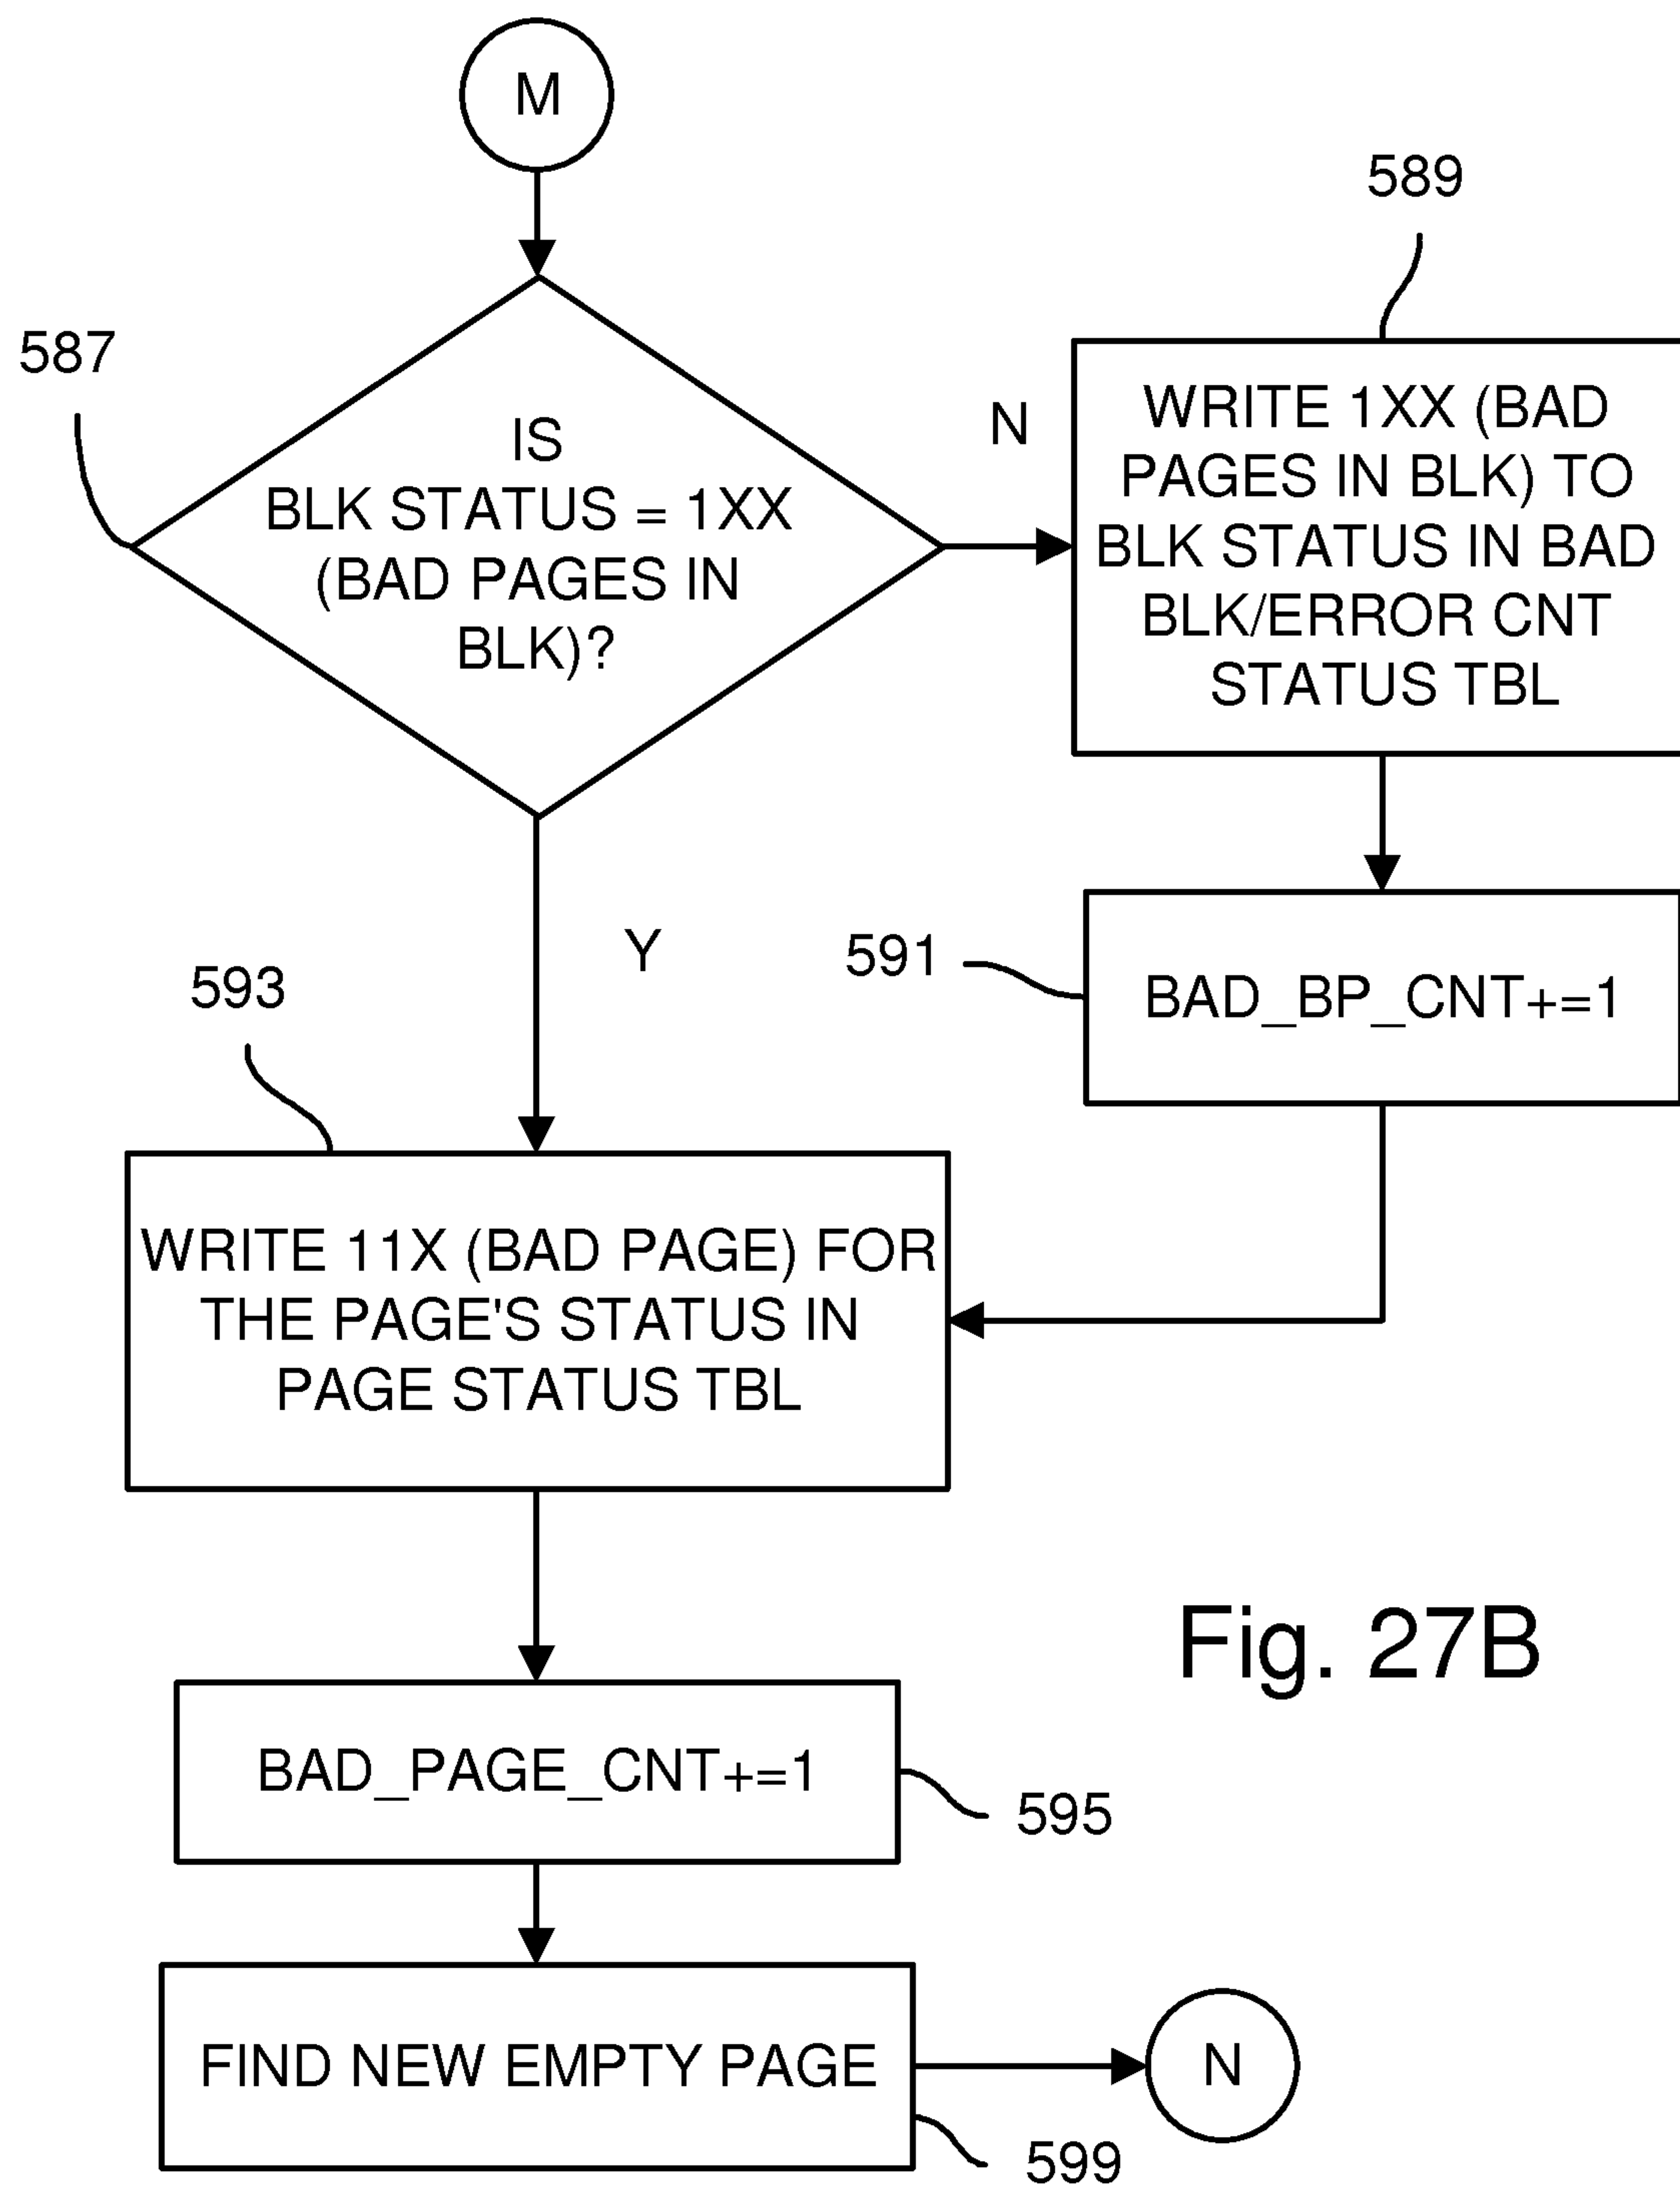 M
589
587
IS
BLK STATUS = 1XX
(BAD PAGES IN
BLK)?
N
WRITE 1XX (BAD
PAGES IN BLK) TO
BLK STATUS IN BAD
BLK/ERROR CNT
STATUS TBL
Y
591
BAD_BP_CNT+=1
593
WRITE 11X (BAD PAGE) FOR
THE PAGE'S STATUS IN
PAGE STATUS TBL
Fig. 27B
BAD_PAGE_CNT+=1
595
FIND NEW EMPTY PAGE
N
599